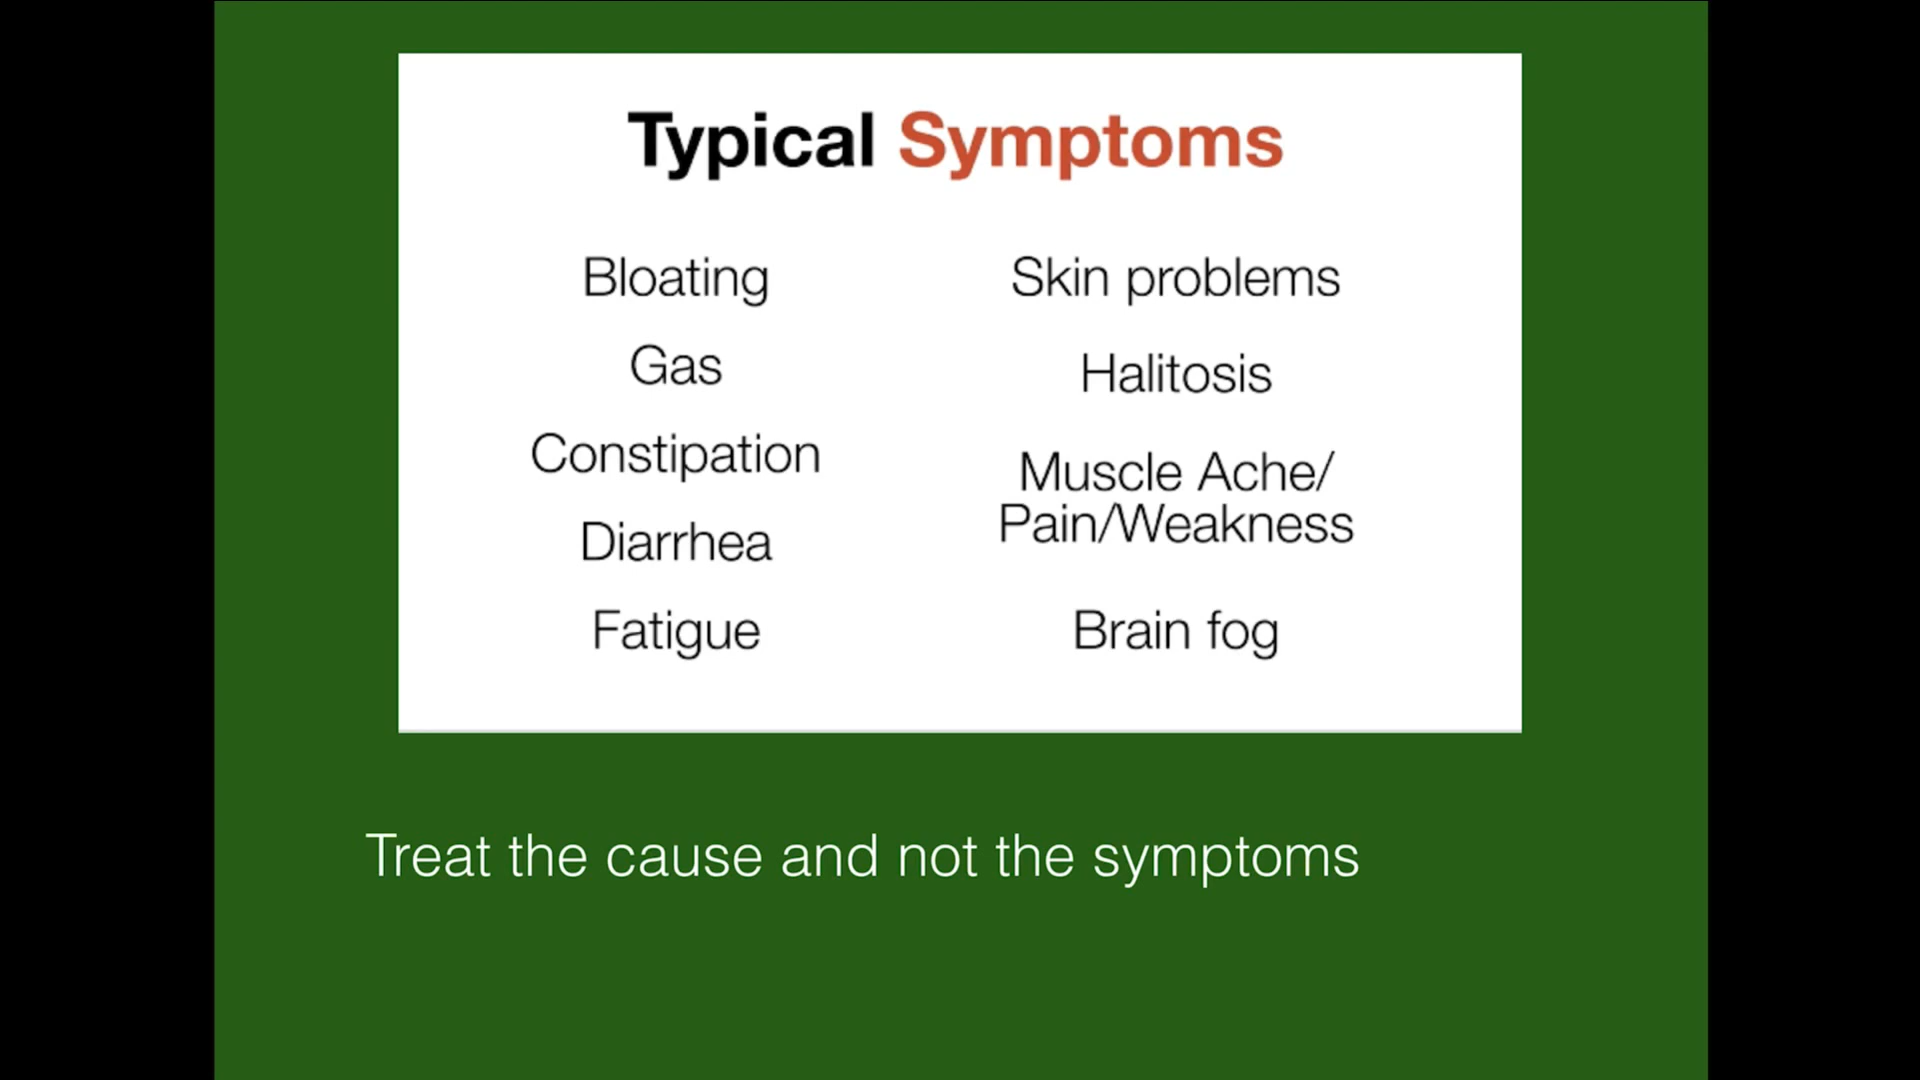 Typical Symptoms
Bloating
Gas
Constipation
Diarrhea
Fatigue
Skin problems
Halitosis
Muscle Ache/
Pain/Weakness
Brain fog
Treat the cause and not the symptoms